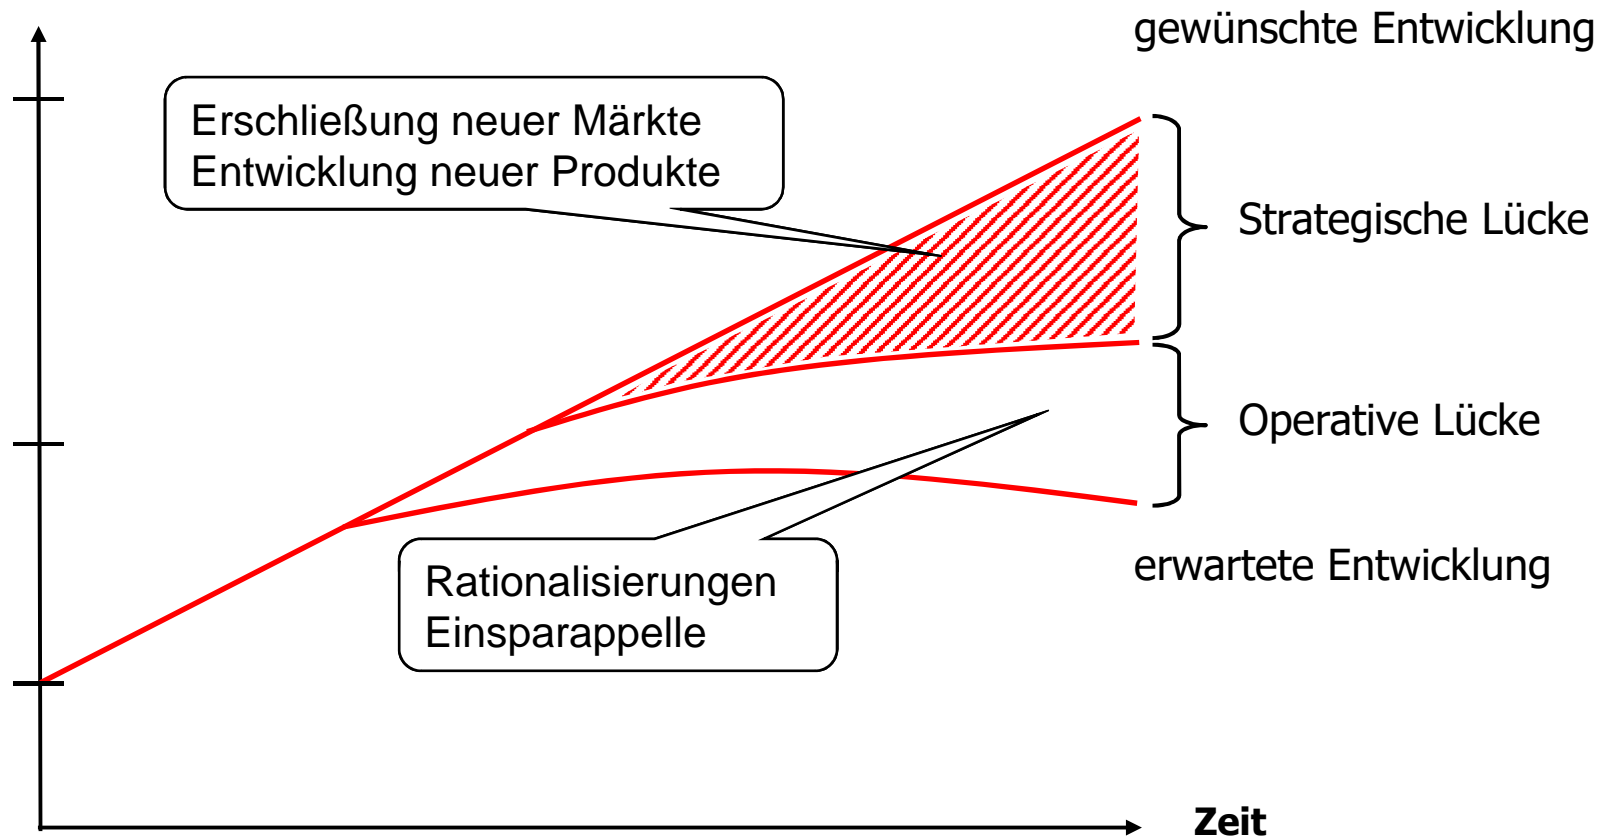 gewünschte Entwicklung
Erschließung neuer Märkte
Entwicklung neuer Produkte
Strategische Lücke
Operative Lücke
Rationalisierungen
Einsparappelle
erwartete Entwicklung
Zeit